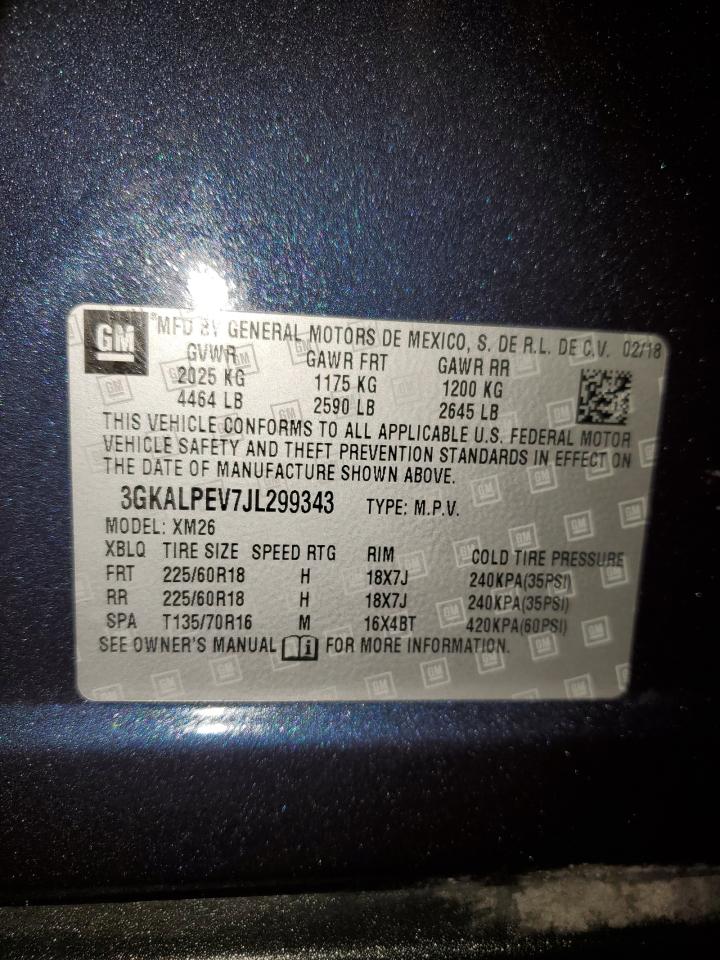 GM
MFD BY GENERAL MOTORS DE MEXICO, S. DE R.L. DE C.V. 02/18
GVWR GAWR FRT GAWR RR
2025 KG 1175 KG 1200 KG
4464 LB 2590 LB 2645 LB
THIS VEHICLE CONFORMS TO ALL APPLICABLE U.S. FEDERAL MOTOR
VEHICLE SAFETY AND THEFT PREVENTION STANDARDS IN EFFECT ON
THE DATE OF MANUFACTURE SHOWN ABOVE.
3GKALPEV7JL299343 TYPE: M.P.V.
MODEL: XM26
XBLQ TIRE SIZE SPEED RTG RIM COLD TIRE PRESSURE
FRT 225/60R18 H 18X7J 240KPA(35PSI)
RR 225/60R18 H 18X7J 240KPA(35PSI)
SPA T135/70R16 M 16X4BT 420KPA(60PSI)
SEE OWNER'S MANUAL i FOR MORE INFORMATION.